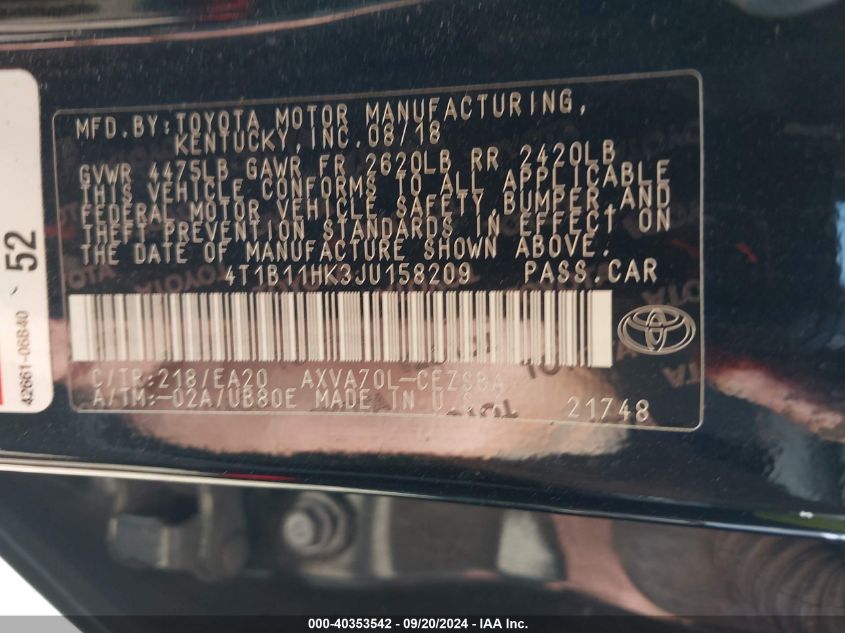 MFD.BY:TOYOTA MOTOR MANUFACTURING,
KENTUCKY, INC. 08/18
GVWR 4475LB GAWR FR 2620LB RR 2420LB
THIS VEHICLE CONFORMS TO ALL APPLICABLE
FEDERAL MOTOR VEHICLE SAFETY, BUMPER, AND
THEFT PREVENTION STANDARDS IN EFFECT ON
THE DATE OF MANUFACTURE SHOWN ABOVE.
4T1B11HK3JU158209 PASS.CAR
C/TR:218/EA20 AXVA70L-CEZSBA
A/TM:-02A/UB80E MADE IN U.S.A. 21748
52
42661-06840
000-40353542 - 09/20/2024 - IAA Inc.